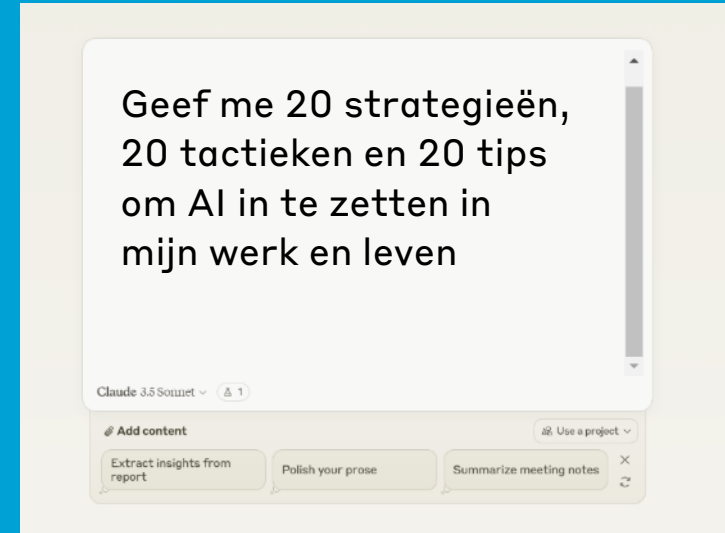 Geef me 20 strategieën,
20 tactieken en 20 tips
om AI in te zetten in
mijn werk en leven
Claude 3.5 Sonnet
1
Add content
Use a project
Extract insights from
report
Polish your prose
Summarize meeting notes